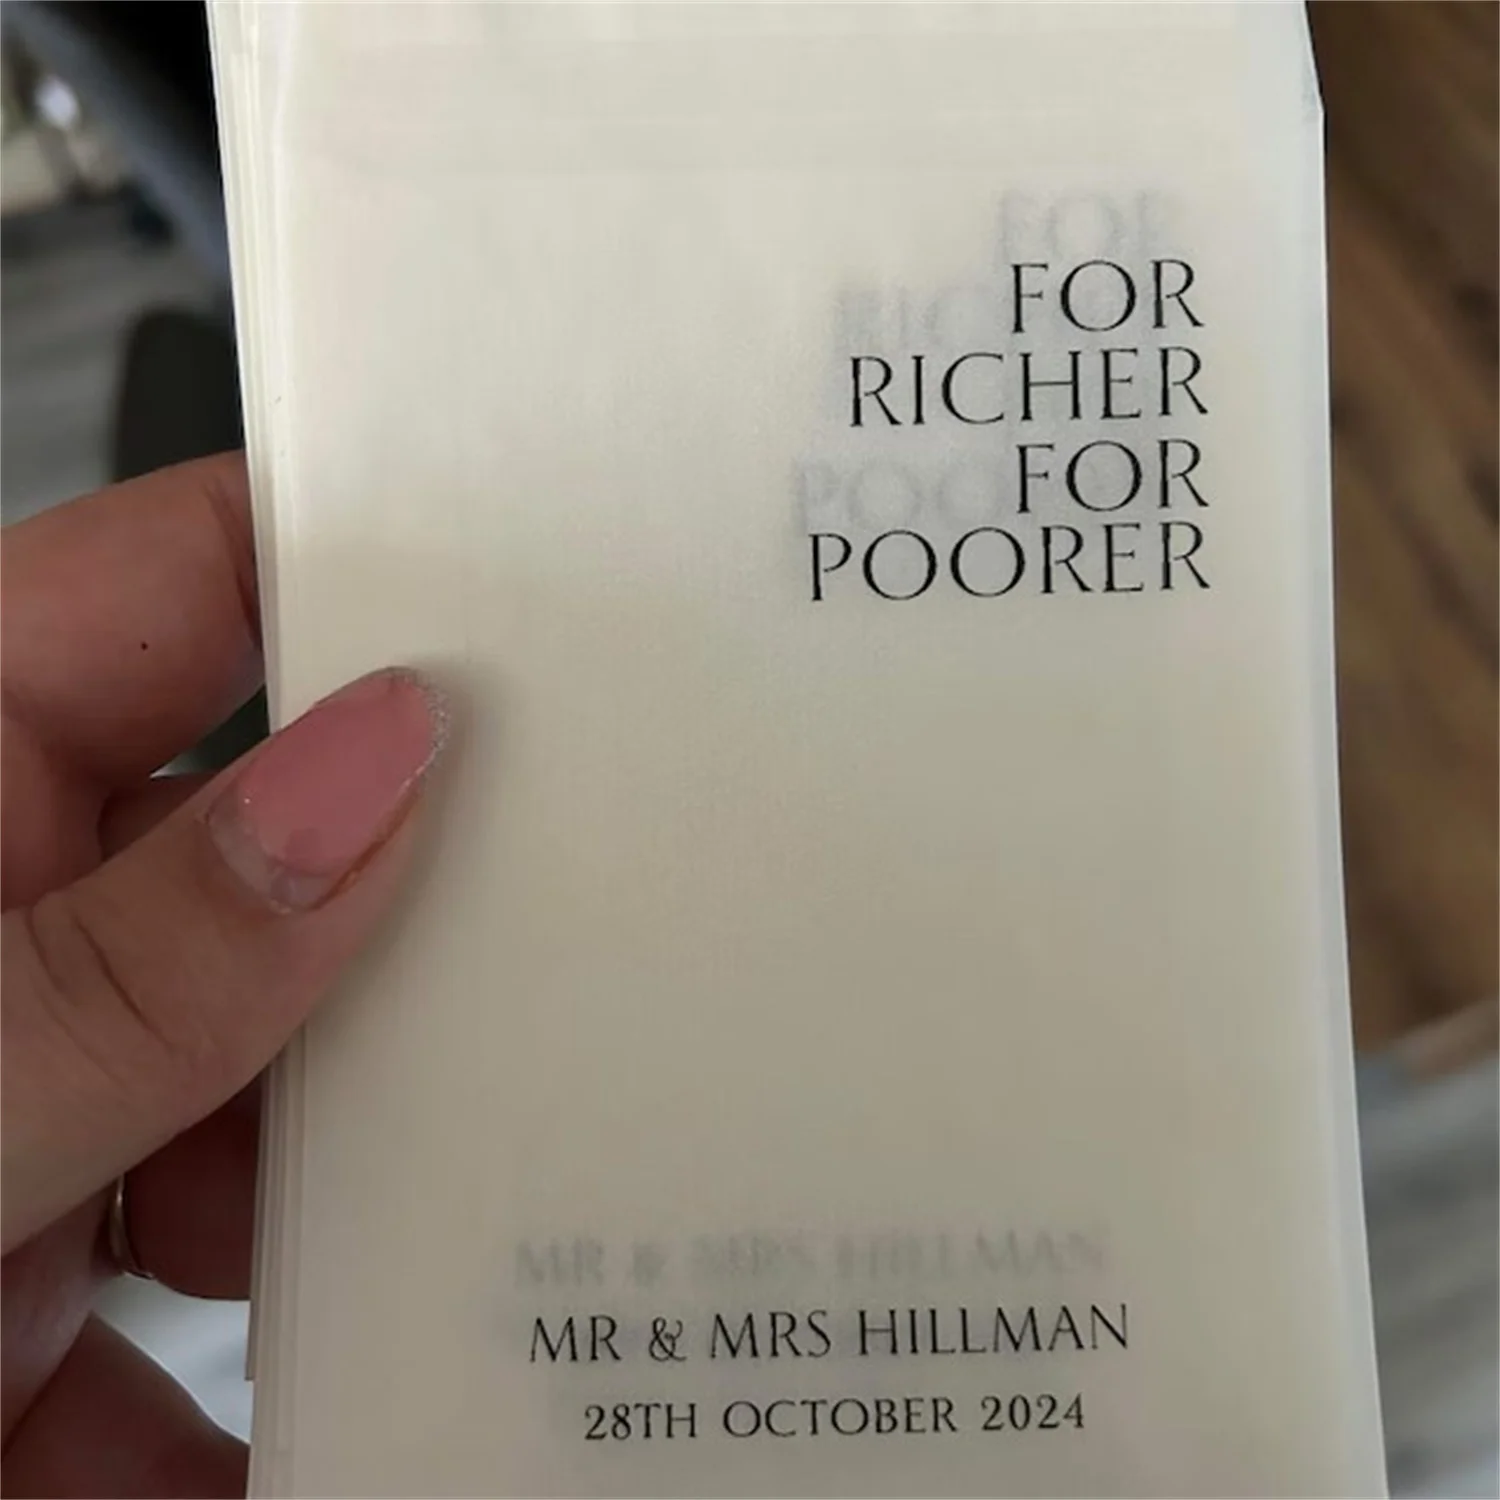 FOR
RICHER
FOR
POORER
MR & MRS HILLMAN
28TH OCTOBER 2024